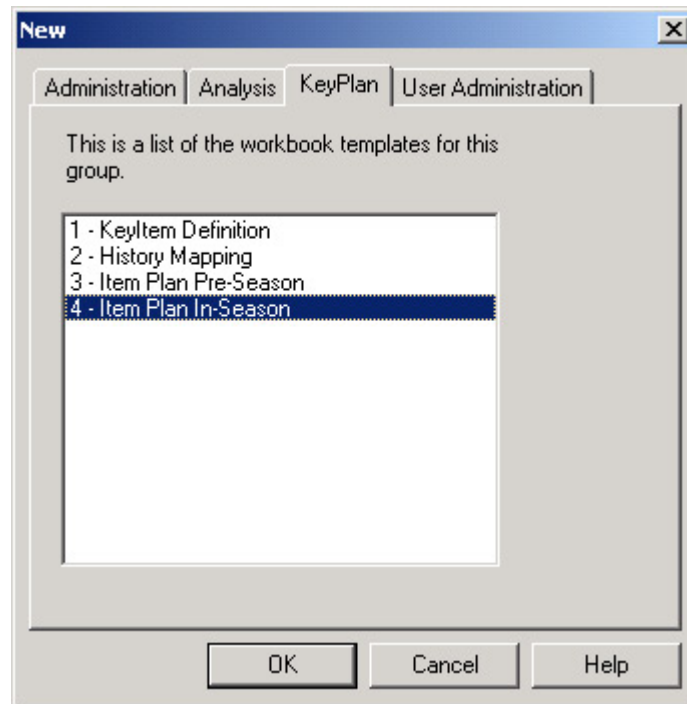 New
Administration Analysis KeyPlan User Administration
This is a list of the workbook templates for this
group.
1 - KeyItem Definition
2 - History Mapping
3 - Item Plan Pre-Season
4 - Item Plan In-Season
OK Cancel Help